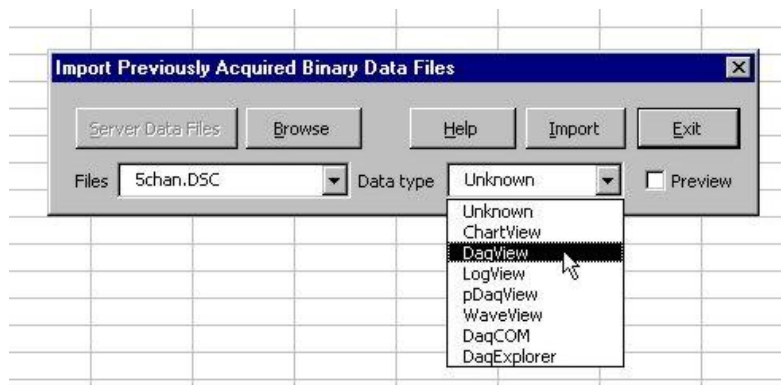 Import Previously Acquired Binary Data Files
Server Data Files Browse Help Import Exit
Files 5chan.DSC Data type Unknown Preview
Unknown
ChartView
DaqView
LogView
pDaqView
WaveView
DaqCOM
DaqExplorer